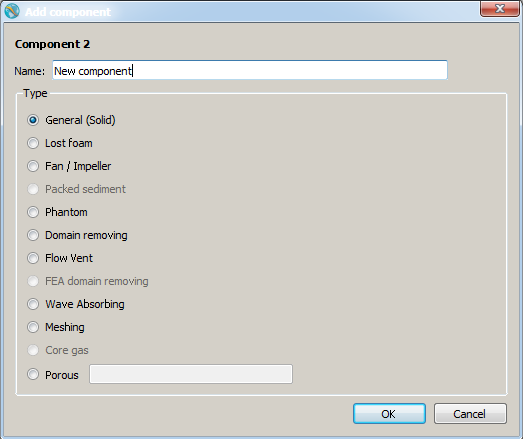 Add component
Component 2
Name: New component
Type
General (Solid)
Lost foam
Fan / Impeller
Packed sediment
Phantom
Domain removing
Flow Vent
FEA domain removing
Wave Absorbing
Meshing
Core gas
Porous
OK Cancel